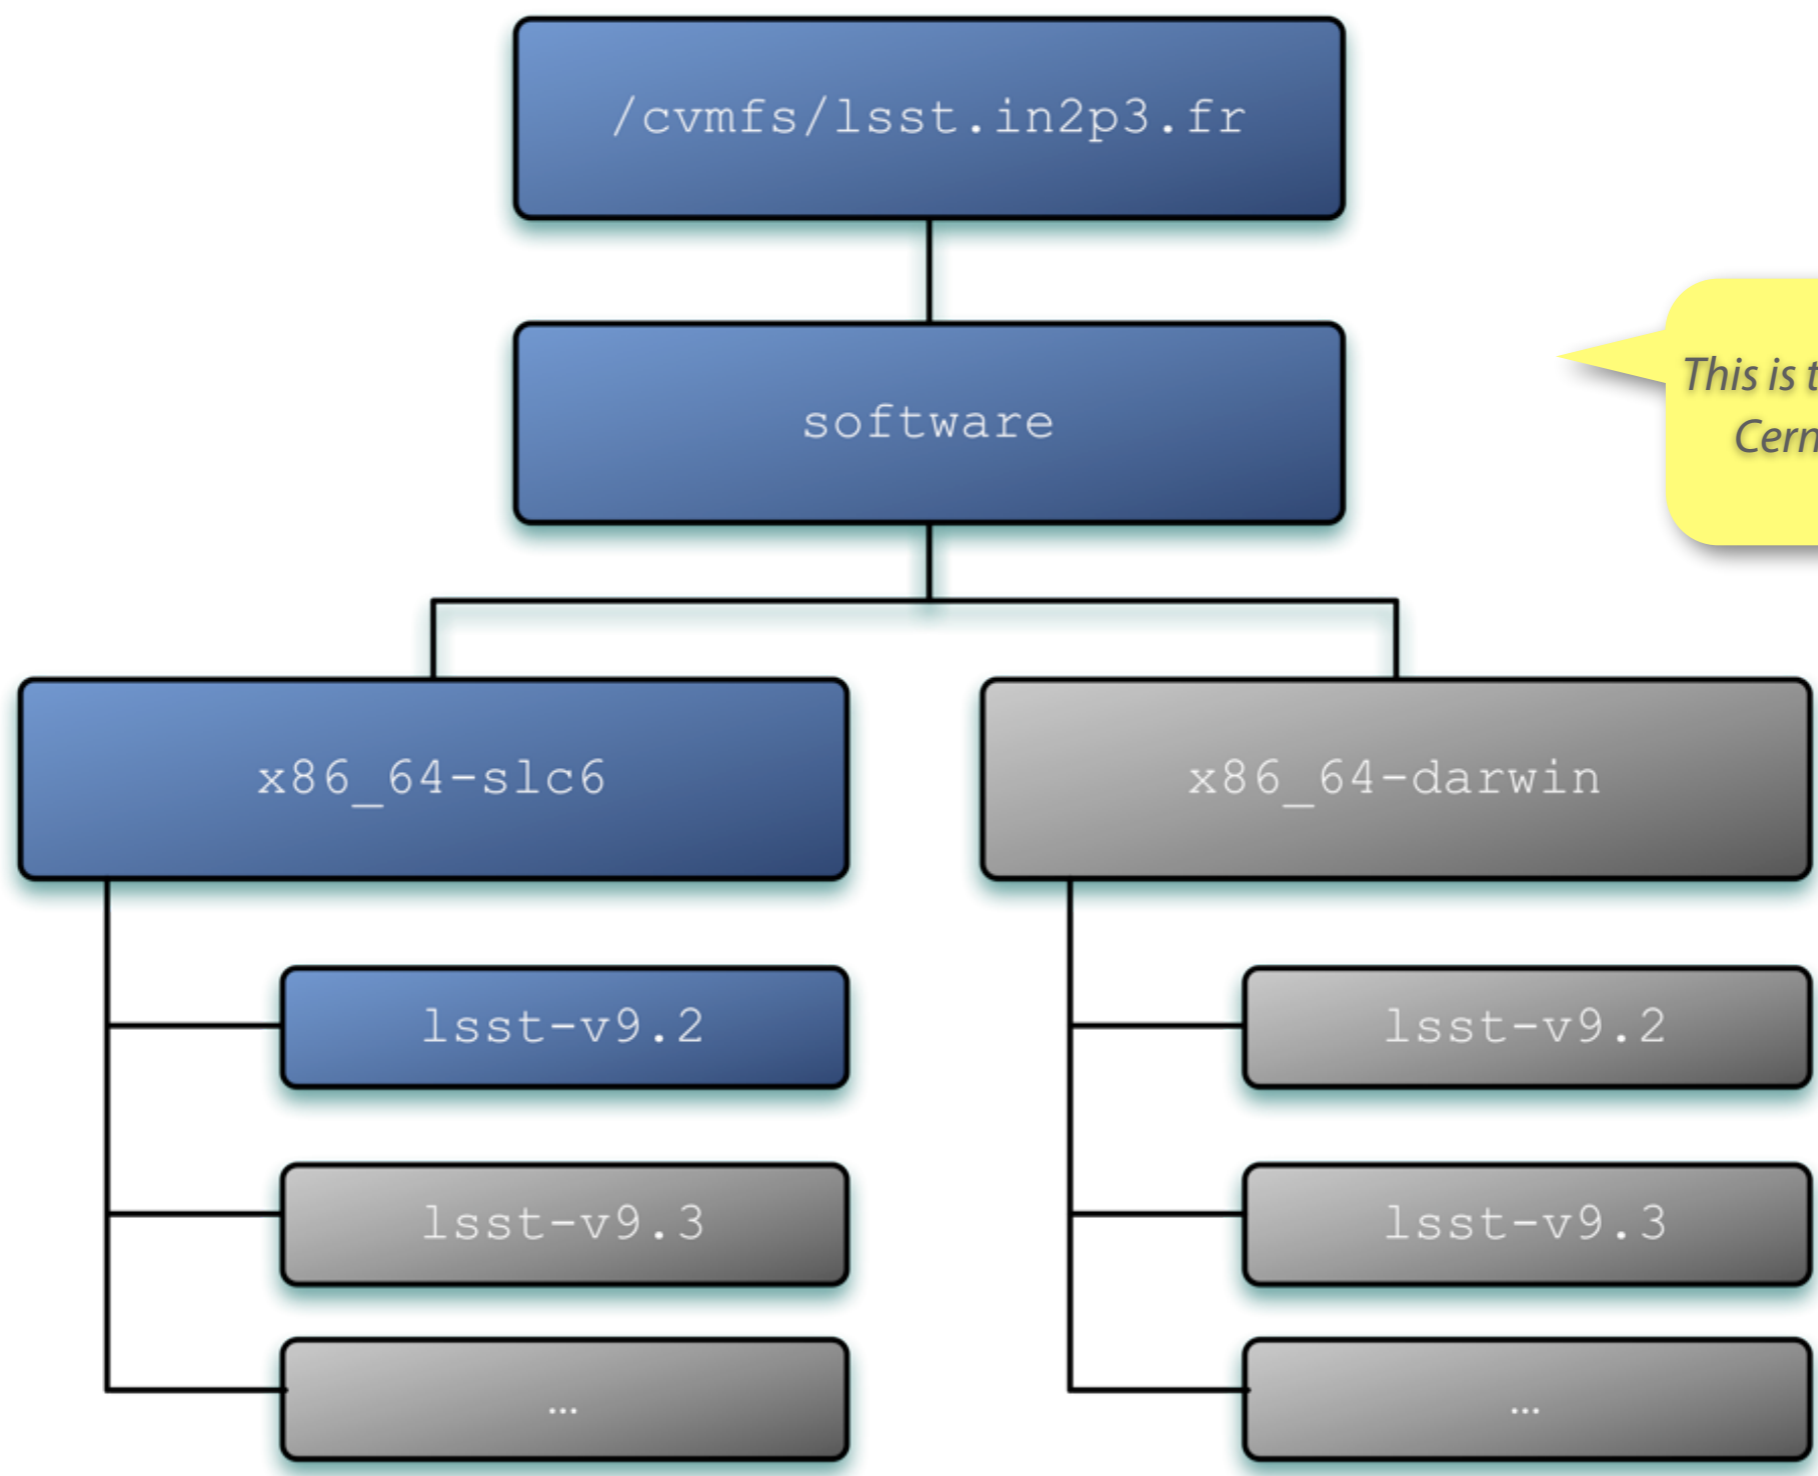 /cvmfs/lsst.in2p3.fr
software
This is
Cern
x86_64-slc6
x86_64-darwin
lsst-v9.2
lsst-v9.3
…
lsst-v9.2
lsst-v9.3
…